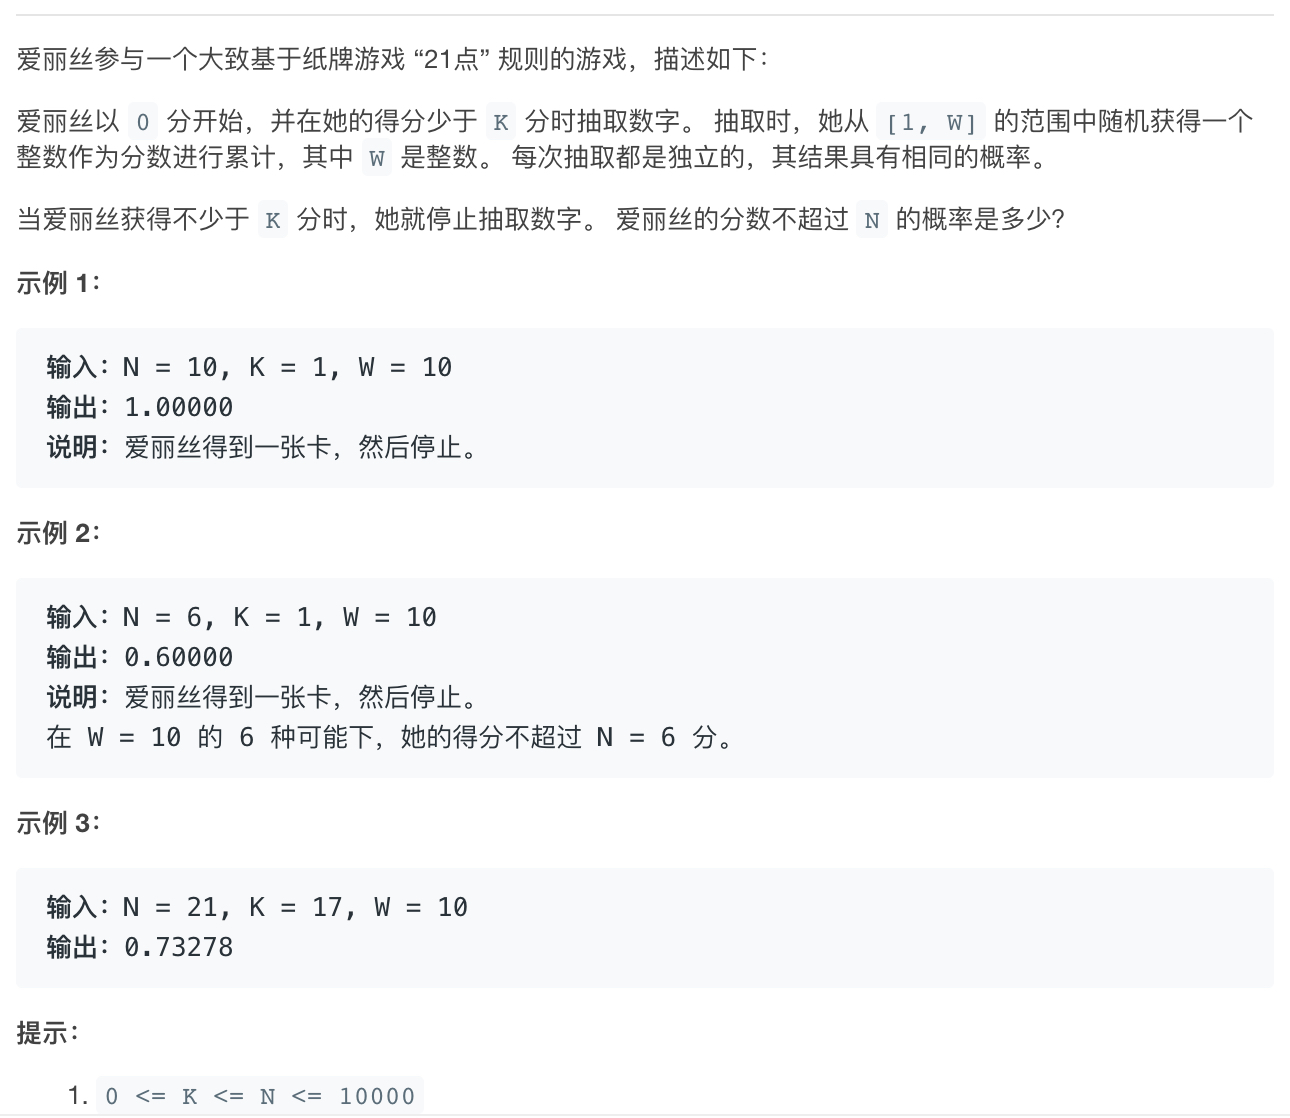 爱丽丝参与一个大致基于纸牌游戏 “21点” 规则的游戏，描述如下：
爱丽丝以 0 分开始，并在她的得分少于 K 分时抽取数字。 抽取时，她从 [1, W] 的范围中随机获得一个
整数作为分数进行累计，其中 W 是整数。 每次抽取都是独立的，其结果具有相同的概率。
当爱丽丝获得不少于 K 分时，她就停止抽取数字。 爱丽丝的分数不超过 N 的概率是多少？
示例 1：
输入：N = 10, K = 1, W = 10
输出：1.00000
说明：爱丽丝得到一张卡，然后停止。
示例 2：
输入：N = 6, K = 1, W = 10
输出：0.60000
说明：爱丽丝得到一张卡，然后停止。
在 W = 10 的 6 种可能下，她的得分不超过 N = 6 分。
示例 3：
输入：N = 21, K = 17, W = 10
输出：0.73278
提示：
1. 0 <= K <= N <= 10000